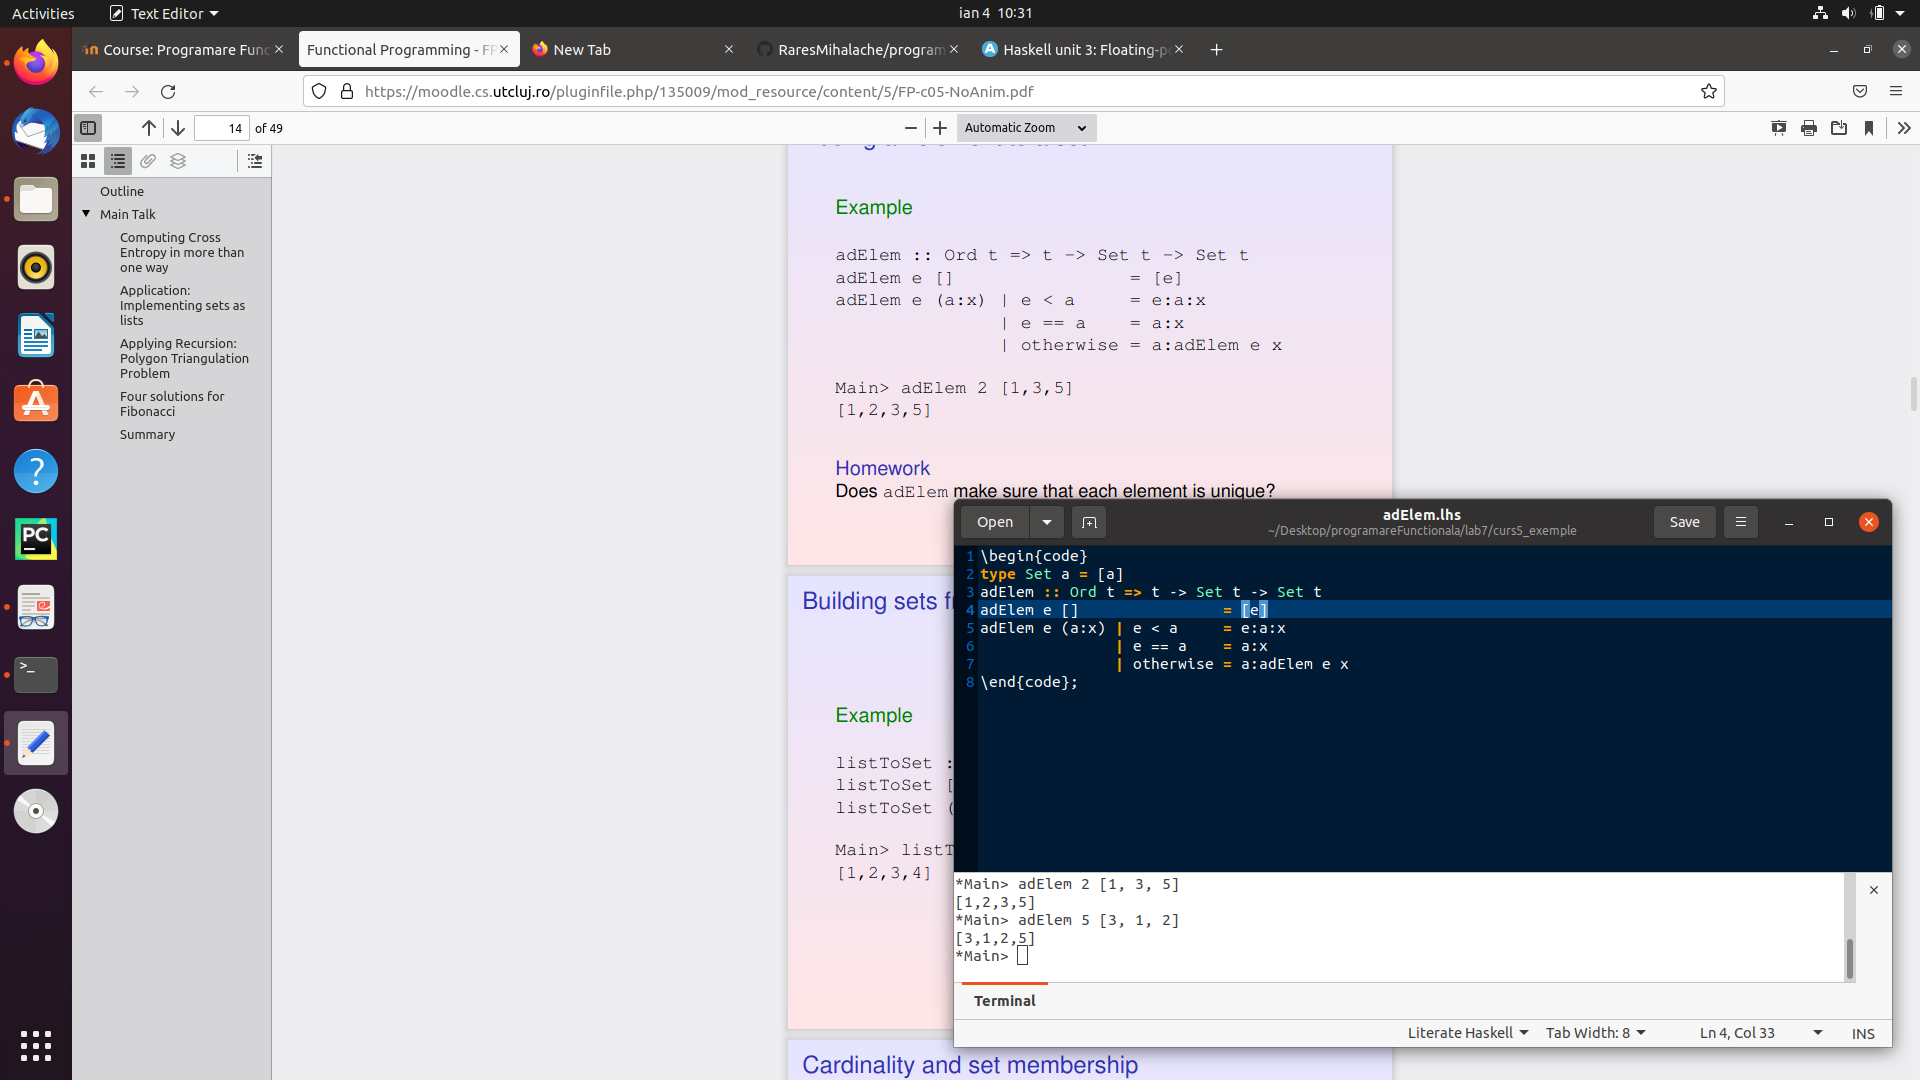 Activities
Text Editor
ian 4 10:31
Course: Programare Func
Functional Programming - FP
New Tab
RaresMihalache/program
Haskell unit 3: Floating-p
https://moodle.cs.utcluj.ro/pluginfile.php/135009/mod_resource/content/5/FP-c05-NoAnim.pdf
14 of 49
Automatic Zoom
Outline
Main Talk
Computing Cross
Entropy in more than
one way
Application:
Implementing sets as
lists
Applying Recursion:
Polygon Triangulation
Problem
Four solutions for
Fibonacci
Summary
Example
adElem :: Ord t => t -> Set t -> Set t
adElem e [] = [e]
adElem e (a:x) | e < a = e:a:x
| e == a = a:x
| otherwise = a:adElem e x
Main> adElem 2 [1,3,5]
[1,2,3,5]
Homework
Does adElem make sure that each element is unique?
Building sets f
Example
listToSet :
listToSet [
listToSet (
Main> listT
[1,2,3,4]
Cardinality and set membership
Open
adElem.lhs
~/Desktop/programareFunctionala/lab7/curs5_exemple
Save
1 \begin{code}
2 type Set a = [a]
3 adElem :: Ord t => t -> Set t -> Set t
4 adElem e [] = [e]
5 adElem e (a:x) | e < a = e:a:x
6 | e == a = a:x
7 | otherwise = a:adElem e x
8 \end{code};
*Main> adElem 2 [1, 3, 5]
[1,2,3,5]
*Main> adElem 5 [3, 1, 2]
[3,1,2,5]
*Main>
Terminal
Literate Haskell
Tab Width: 8
Ln 4, Col 33
INS